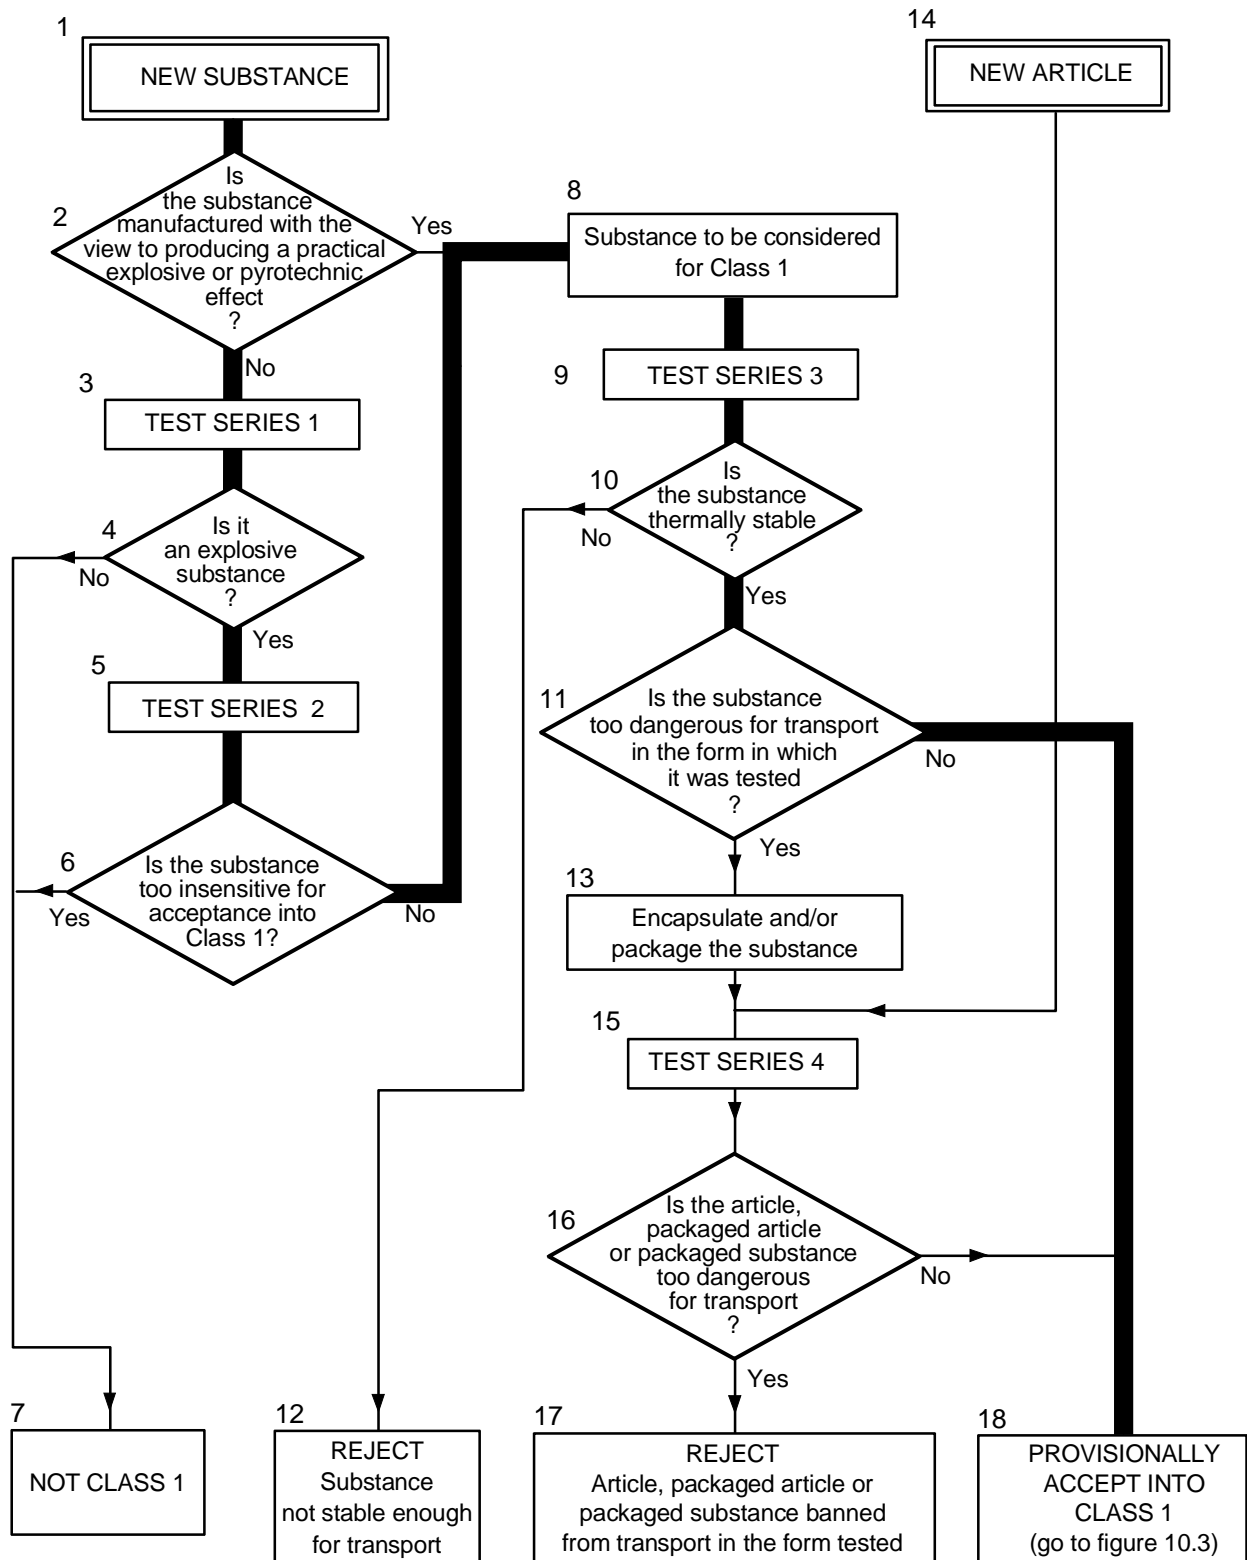 1
NEW SUBSTANCE
2
Is
the substance
manufactured with the
view to producing a practical
explosive or pyrotechnic
effect
?
Yes
No
3
TEST SERIES 1
4
Is it
an explosive
substance
?
No
Yes
5
TEST SERIES 2
6
Is the substance
too insensitive for
acceptance into
Class 1?
Yes
No
7
NOT CLASS 1
8
Substance to be considered
for Class 1
9
TEST SERIES 3
10
Is
the substance
thermally stable
?
No
Yes
11
Is the substance
too dangerous for transport
in the form in which
it was tested
?
No
Yes
12
REJECT
Substance
not stable enough
for transport
13
Encapsulate and/or
package the substance
14
NEW ARTICLE
15
TEST SERIES 4
16
Is the article,
packaged article
or packaged substance
too dangerous
for transport
?
No
Yes
17
REJECT
Article, packaged article or
packaged substance banned
from transport in the form tested
18
PROVISIONALLY
ACCEPT INTO
CLASS 1
(go to figure 10.3)